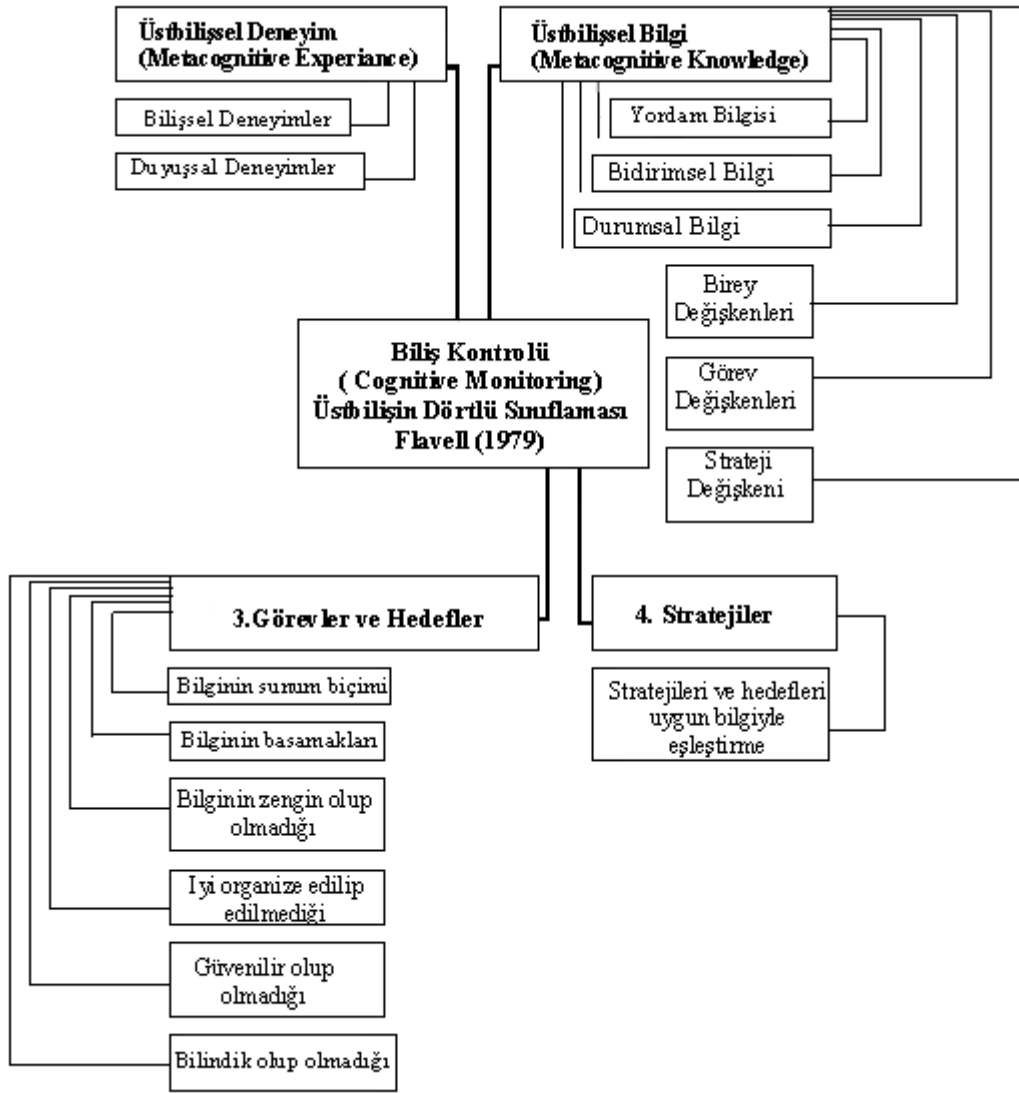 Üstbilişsel Deneyim
(Metacognitive Experiance)
Bilişsel Deneyimler
Duyuşsal Deneyimler
Üstbilişsel Bilgi
(Metacognitive Knowledge)
Yordam Bilgisi
Bidirimsel Bilgi
Durumsal Bilgi
Birey
Değişkenleri
Görev
Değişkenleri
Strateji
Değişkeni
Biliş Kontrolü
( Cognitive Monitoring)
Üstbilişin Dörtlü Sınıflaması
Flavell (1979)
3.Görevler ve Hedefler
Bilginin sunum biçimi
Bilginin basamakları
Bilginin zengin olup
olmadığı
Iyi organize edilip
edilmediği
Güvenilir olup
olmadığı
Bilindik olup olmadığı
4. Stratejiler
Stratejileri ve hedefleri
uygun bilgiyle
eşleştirme